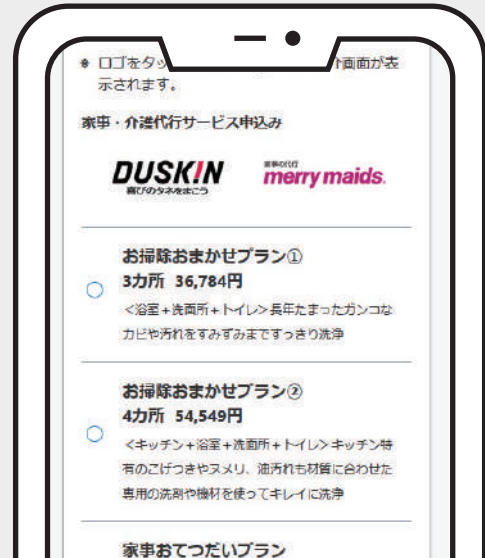 ※ ロゴをタッ 介画面が表
示されます。
家事・介護代行サービス申込み
DUSKIN
喜びのタネをまこう
家事の代行
merry maids.
お掃除おまかせプラン①
3カ所 36,784円
<浴室+洗面所+トイレ>長年たまったガンコな
カビや汚れをすみずみまですっきり洗浄
お掃除おまかせプラン②
4カ所 54,549円
<キッチン+浴室+洗面所+トイレ>キッチン特
有のこげつきやヌメリ、油汚れも材質に合わせた
専用の洗剤や機材を使ってキレイに洗浄
家事おてつだいプラン